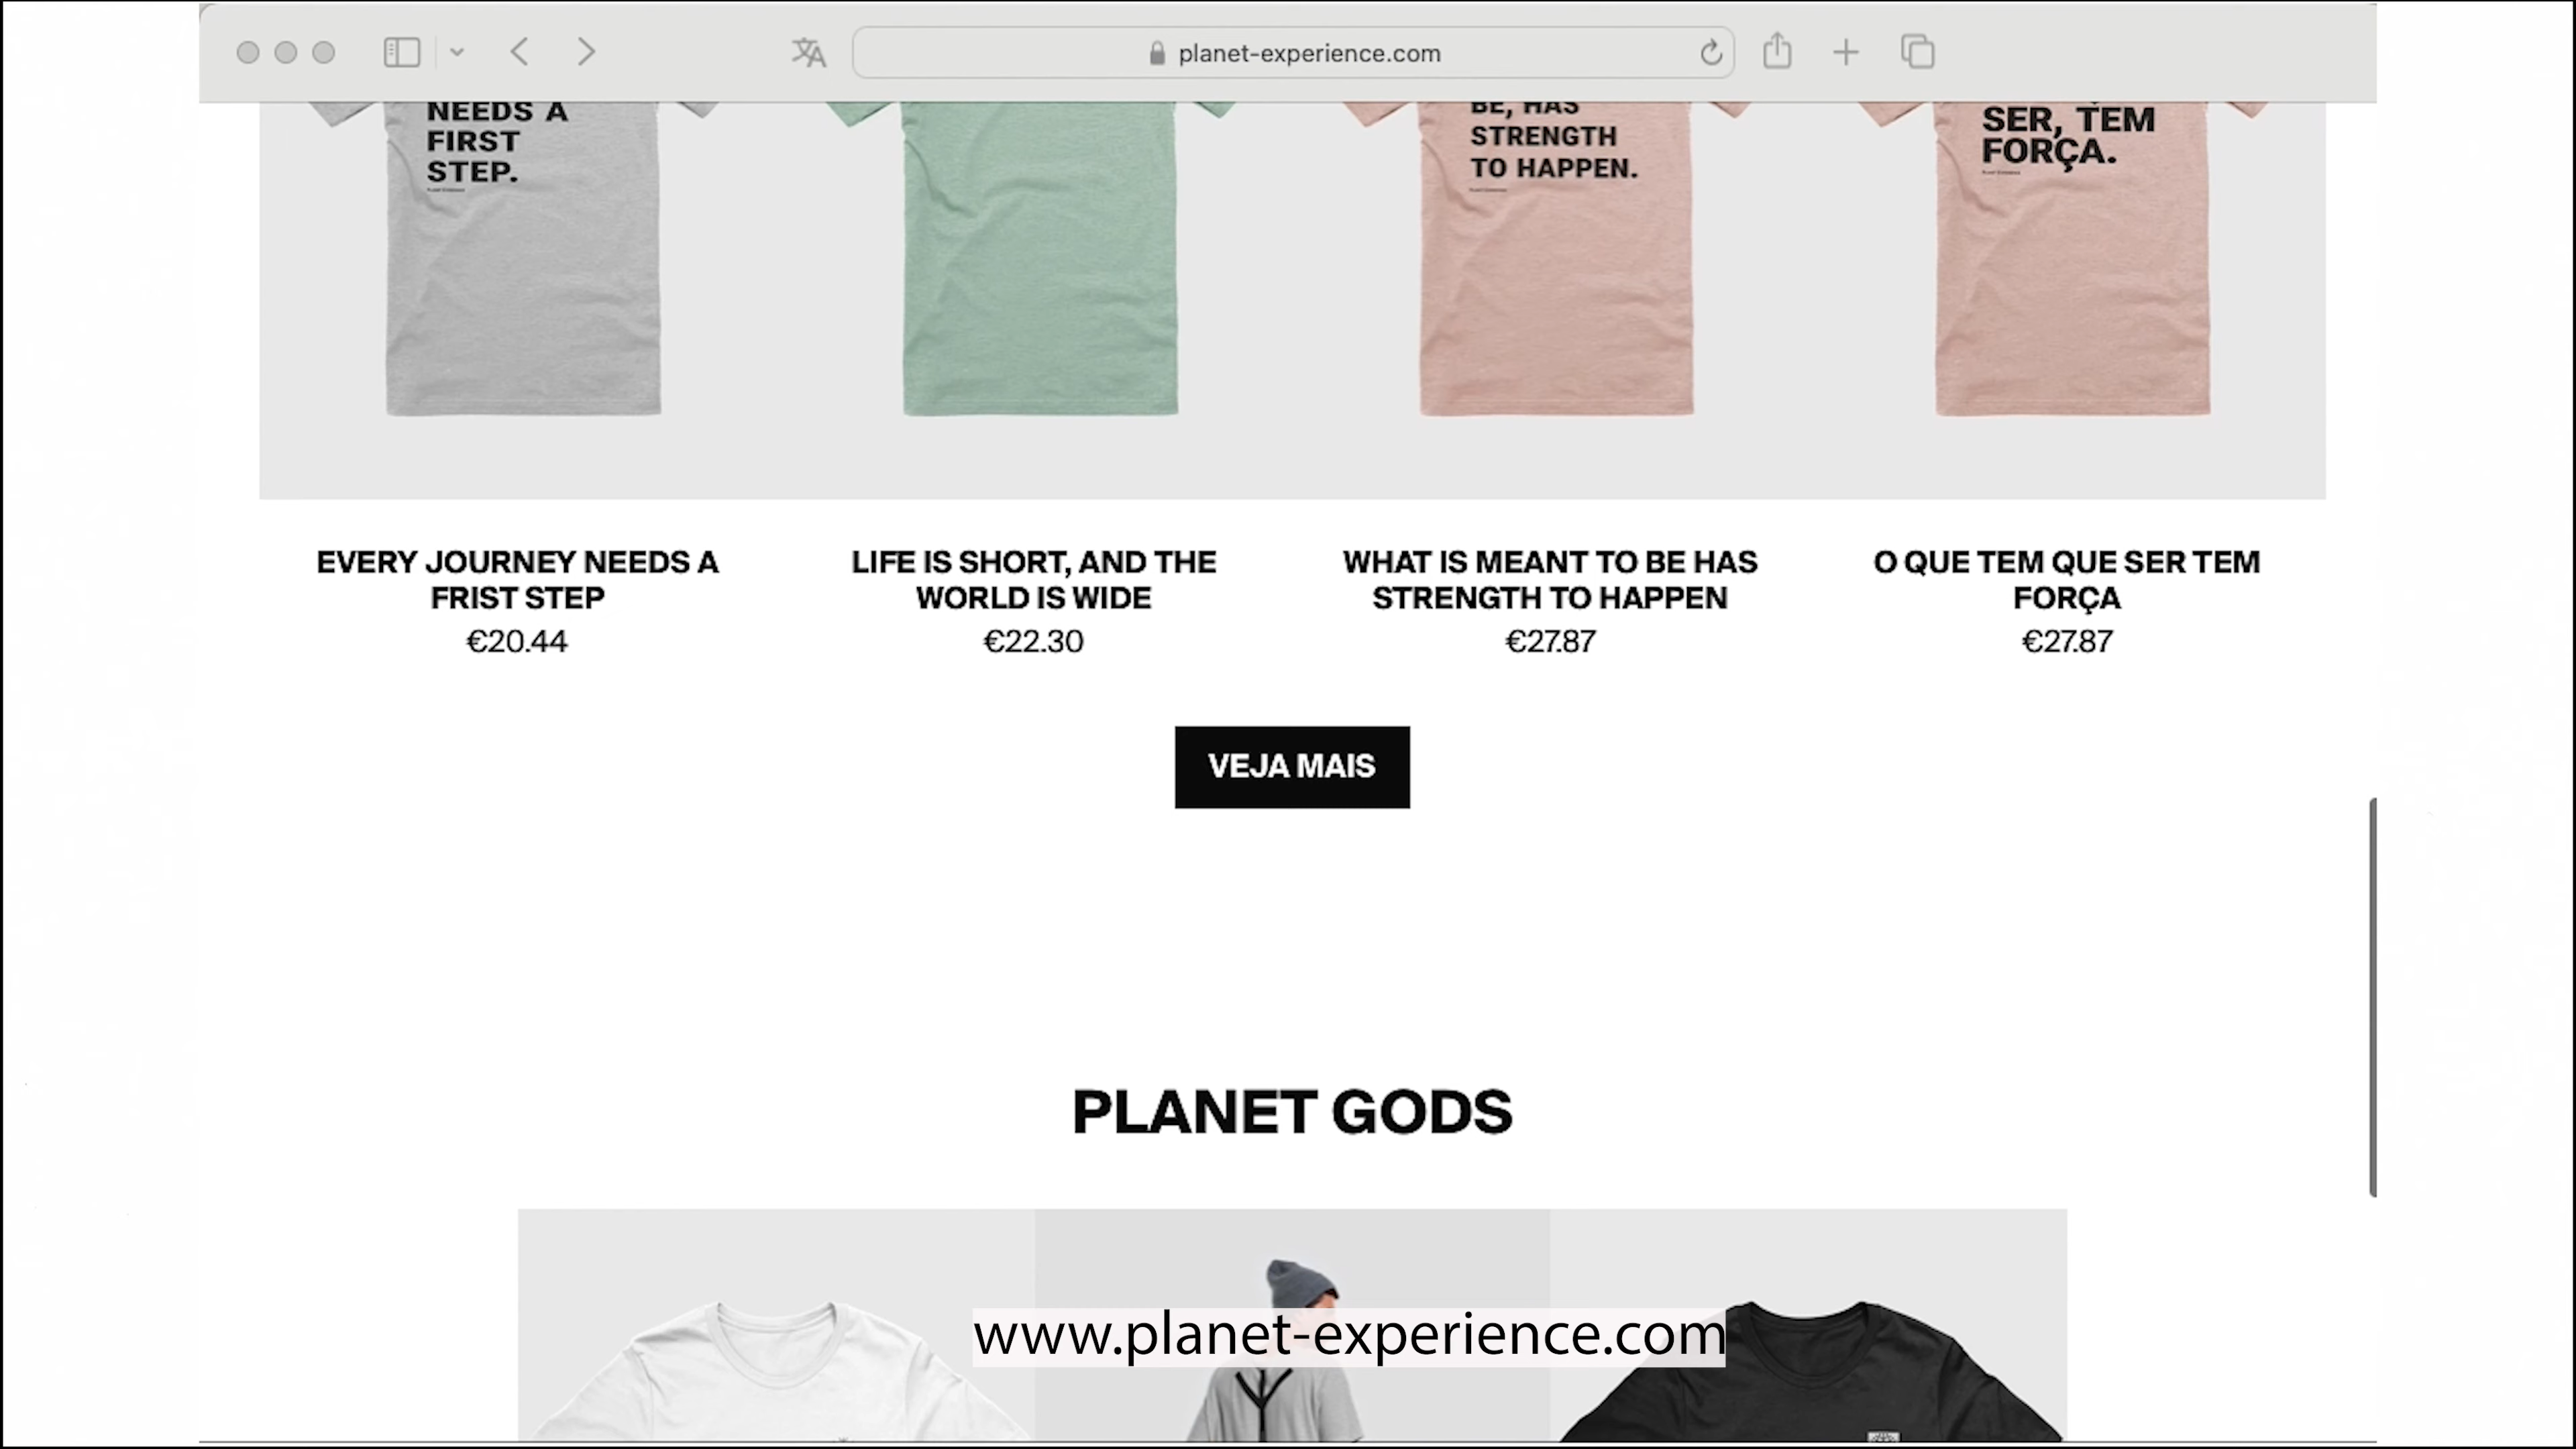 planet-experience.com
NEEDS A
FIRST
STEP.
BE, HAS
STRENGTH
TO HAPPEN.
SER, TEM
FORÇA.
EVERY JOURNEY NEEDS A
FRIST STEP
€20.44
LIFE IS SHORT, AND THE
WORLD IS WIDE
€22.30
WHAT IS MEANT TO BE HAS
STRENGTH TO HAPPEN
€27.87
O QUE TEM QUE SER TEM
FORÇA
€27.87
VEJA MAIS
PLANET GODS
www.planet-experience.com